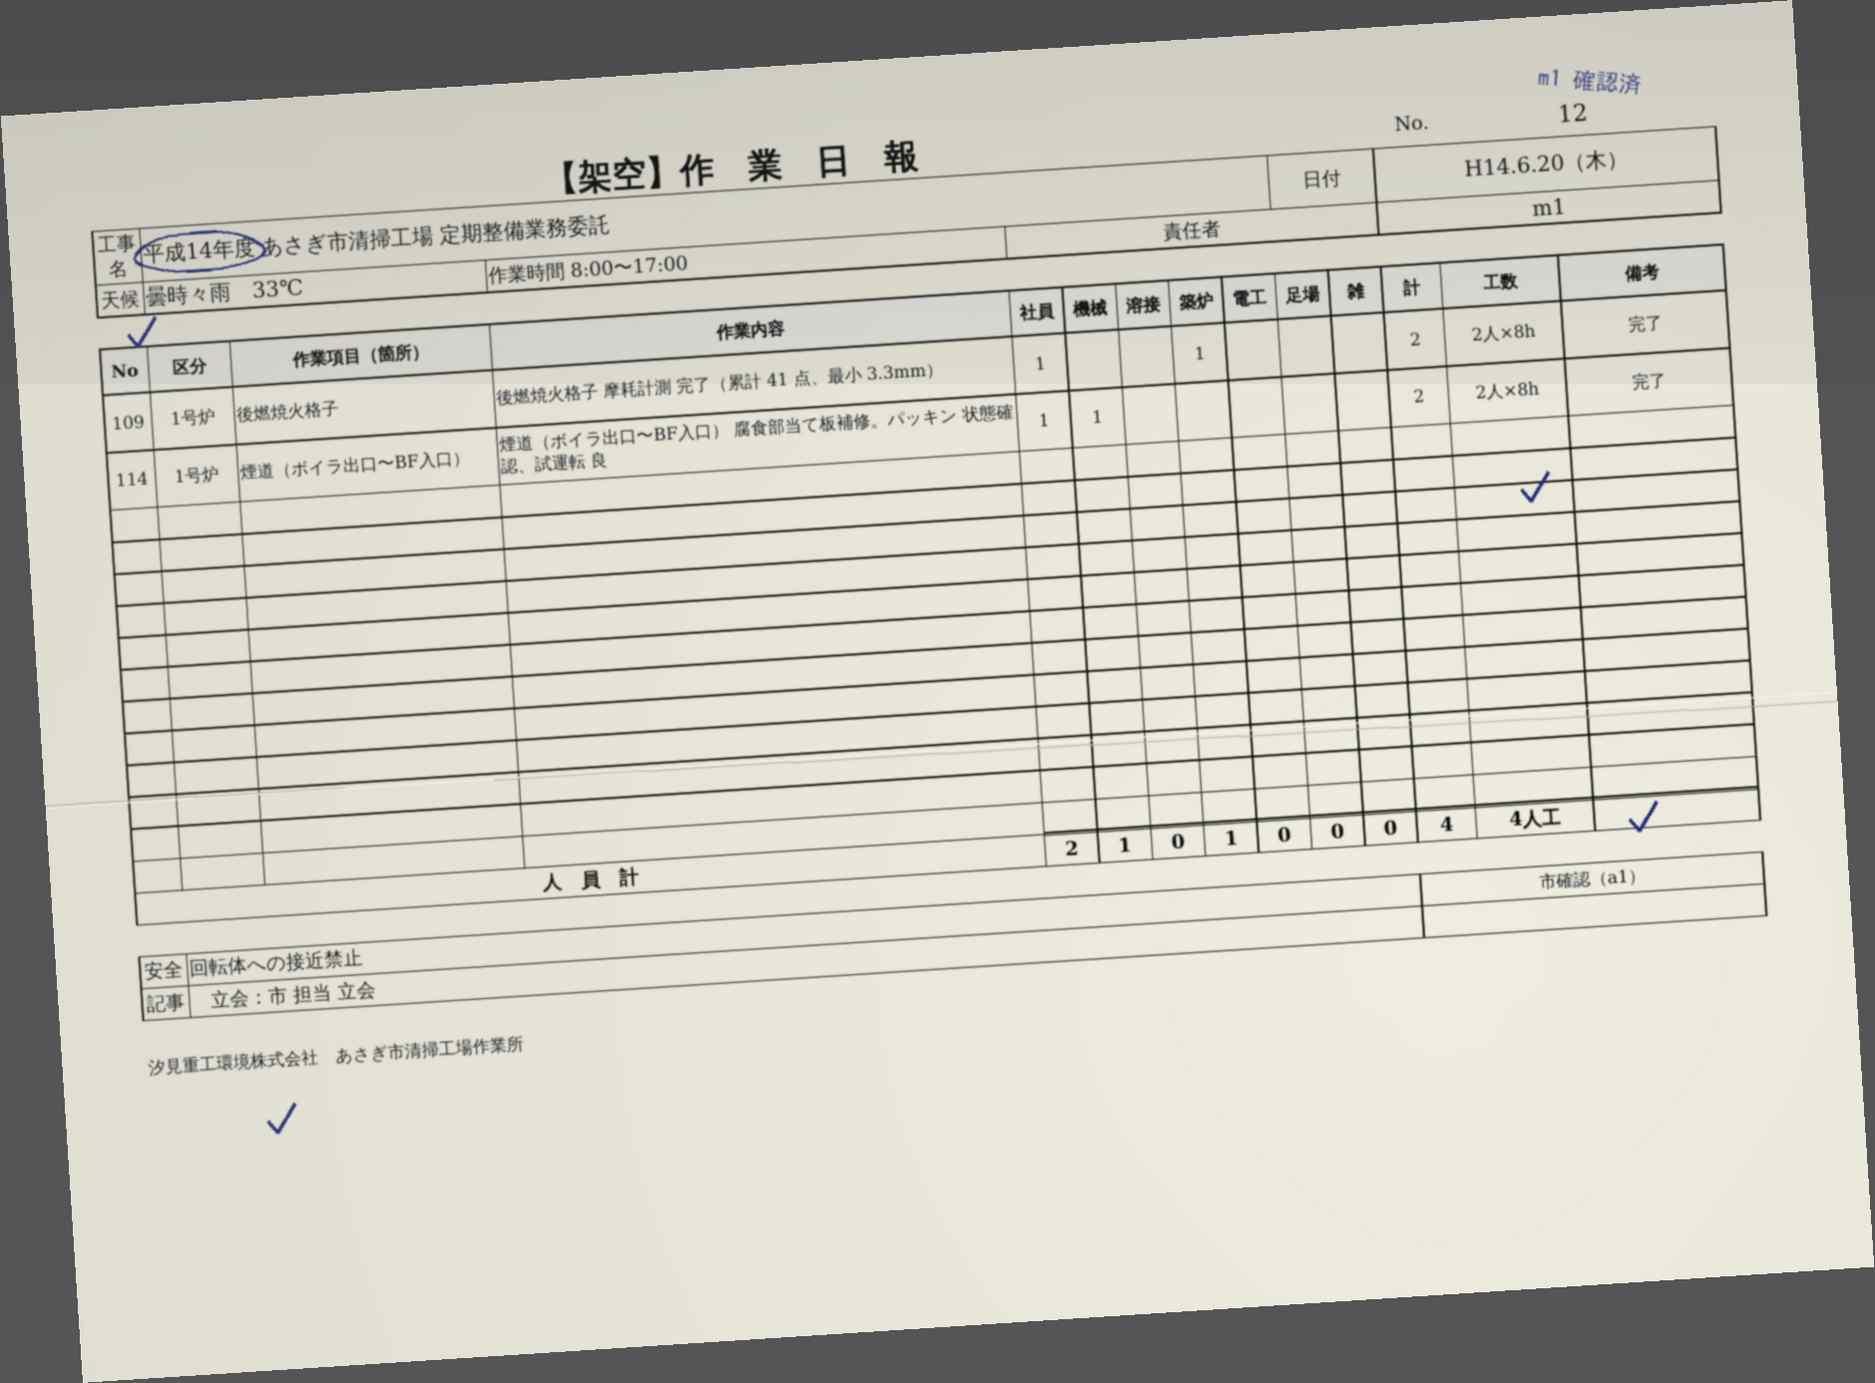 m1 確認済
No. 12
【架空】作 業 日 報
工事名 平成14年度 あさぎ市清掃工場 定期整備業務委託 日付 H14.6.20（木）
天候 曇時々雨 33℃ 作業時間 8:00〜17:00 責任者 m1
No 区分 作業項目（箇所） 作業内容 社員 機械 溶接 築炉 電工 足場 雑 計 工数 備考
109 1号炉 後燃焼火格子 後燃焼火格子 摩耗計測 完了（累計 41 点、最小 3.3mm） 1 1 2 2人×8h 完了
114 1号炉 煙道（ボイラ出口〜BF入口） 煙道（ボイラ出口〜BF入口） 腐食部当て板補修。パッキン 状態確認、試運転 良 1 1 2 2人×8h 完了
人 員 計 2 1 0 1 0 0 0 4 4人工
安全 回転体への接近禁止 市確認（a1）
記事 立会：市 担当 立会
汐見重工環境株式会社 あさぎ市清掃工場作業所